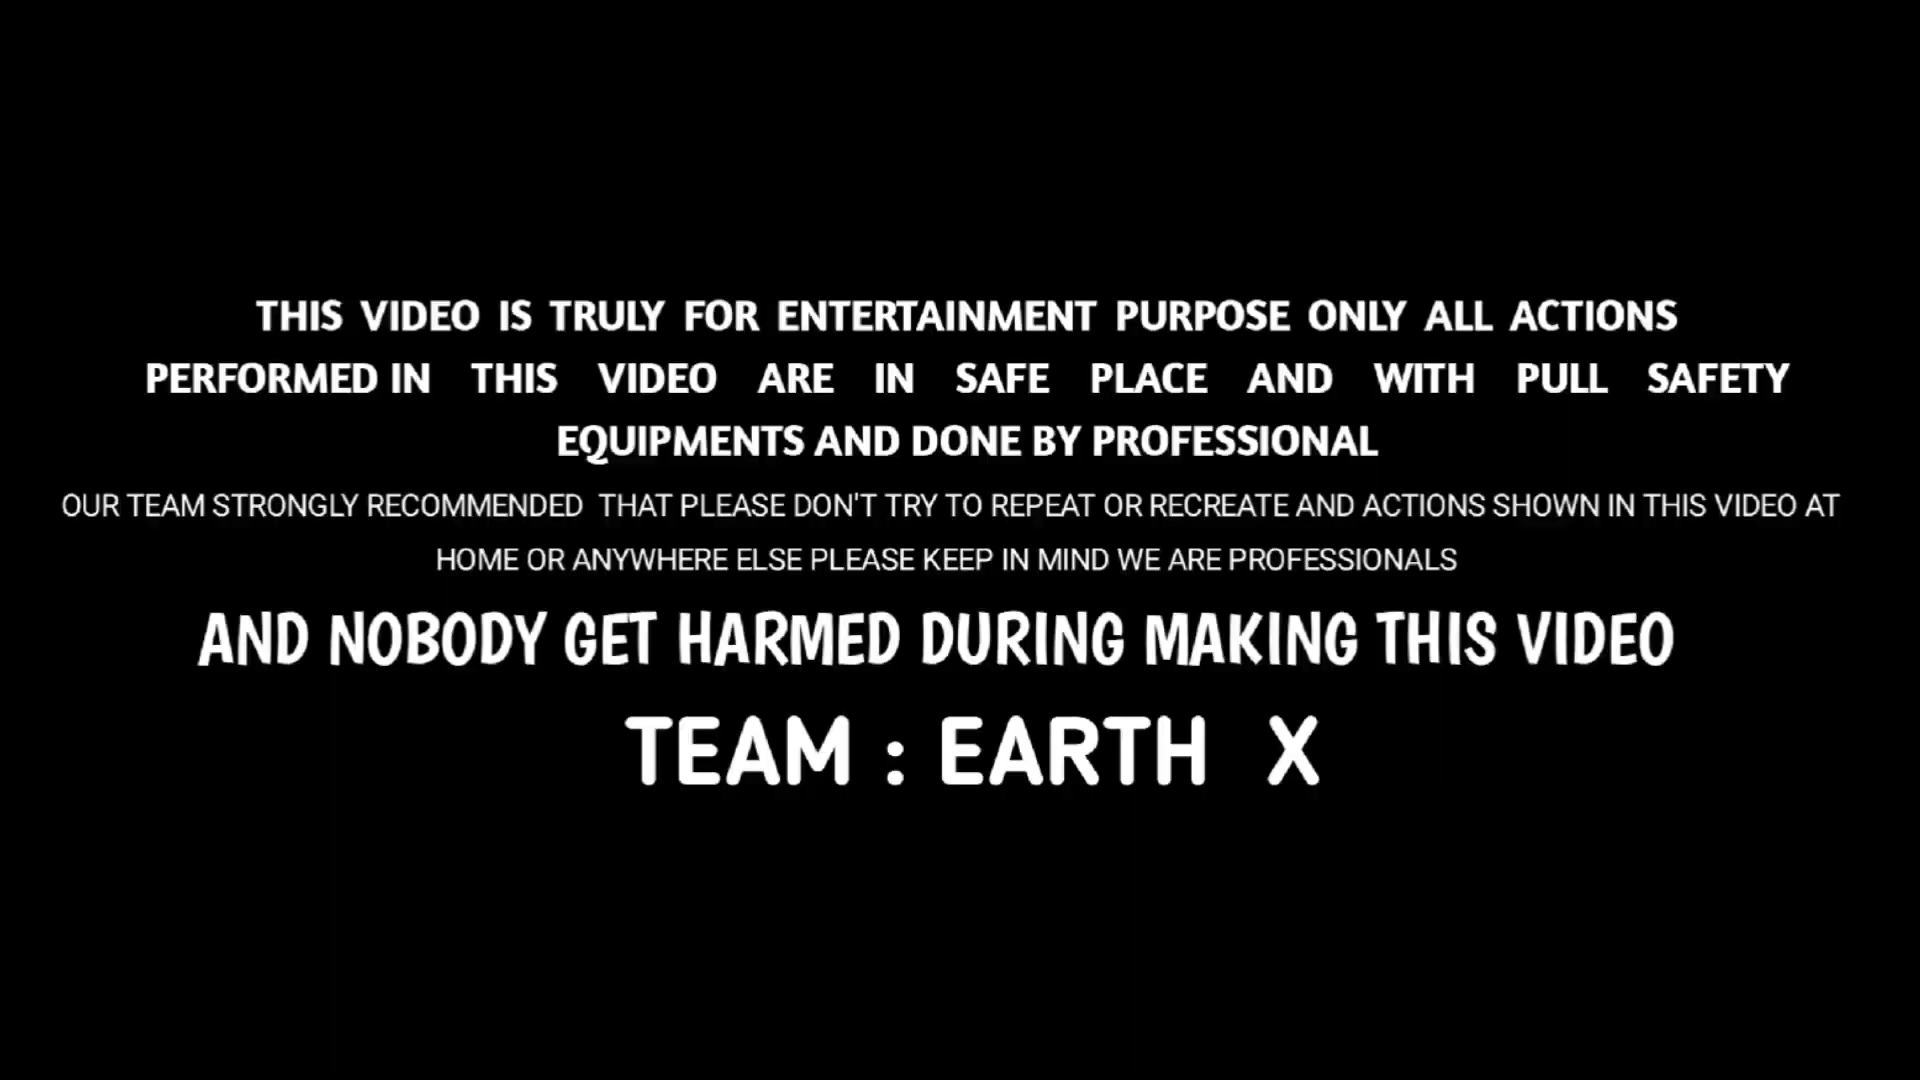 THIS VIDEO IS TRULY FOR ENTERTAINMENT PURPOSE ONLY ALL ACTIONS
PERFORMED IN THIS VIDEO ARE IN SAFE PLACE AND WITH PULL SAFETY
EQUIPMENTS AND DONE BY PROFESSIONAL
OUR TEAM STRONGLY RECOMMENDED THAT PLEASE DON'T TRY TO REPEAT OR RECREATE AND ACTIONS SHOWN IN THIS VIDEO AT
HOME OR ANYWHERE ELSE PLEASE KEEP IN MIND WE ARE PROFESSIONALS
AND NOBODY GET HARMED DURING MAKING THIS VIDEO
TEAM : EARTH X